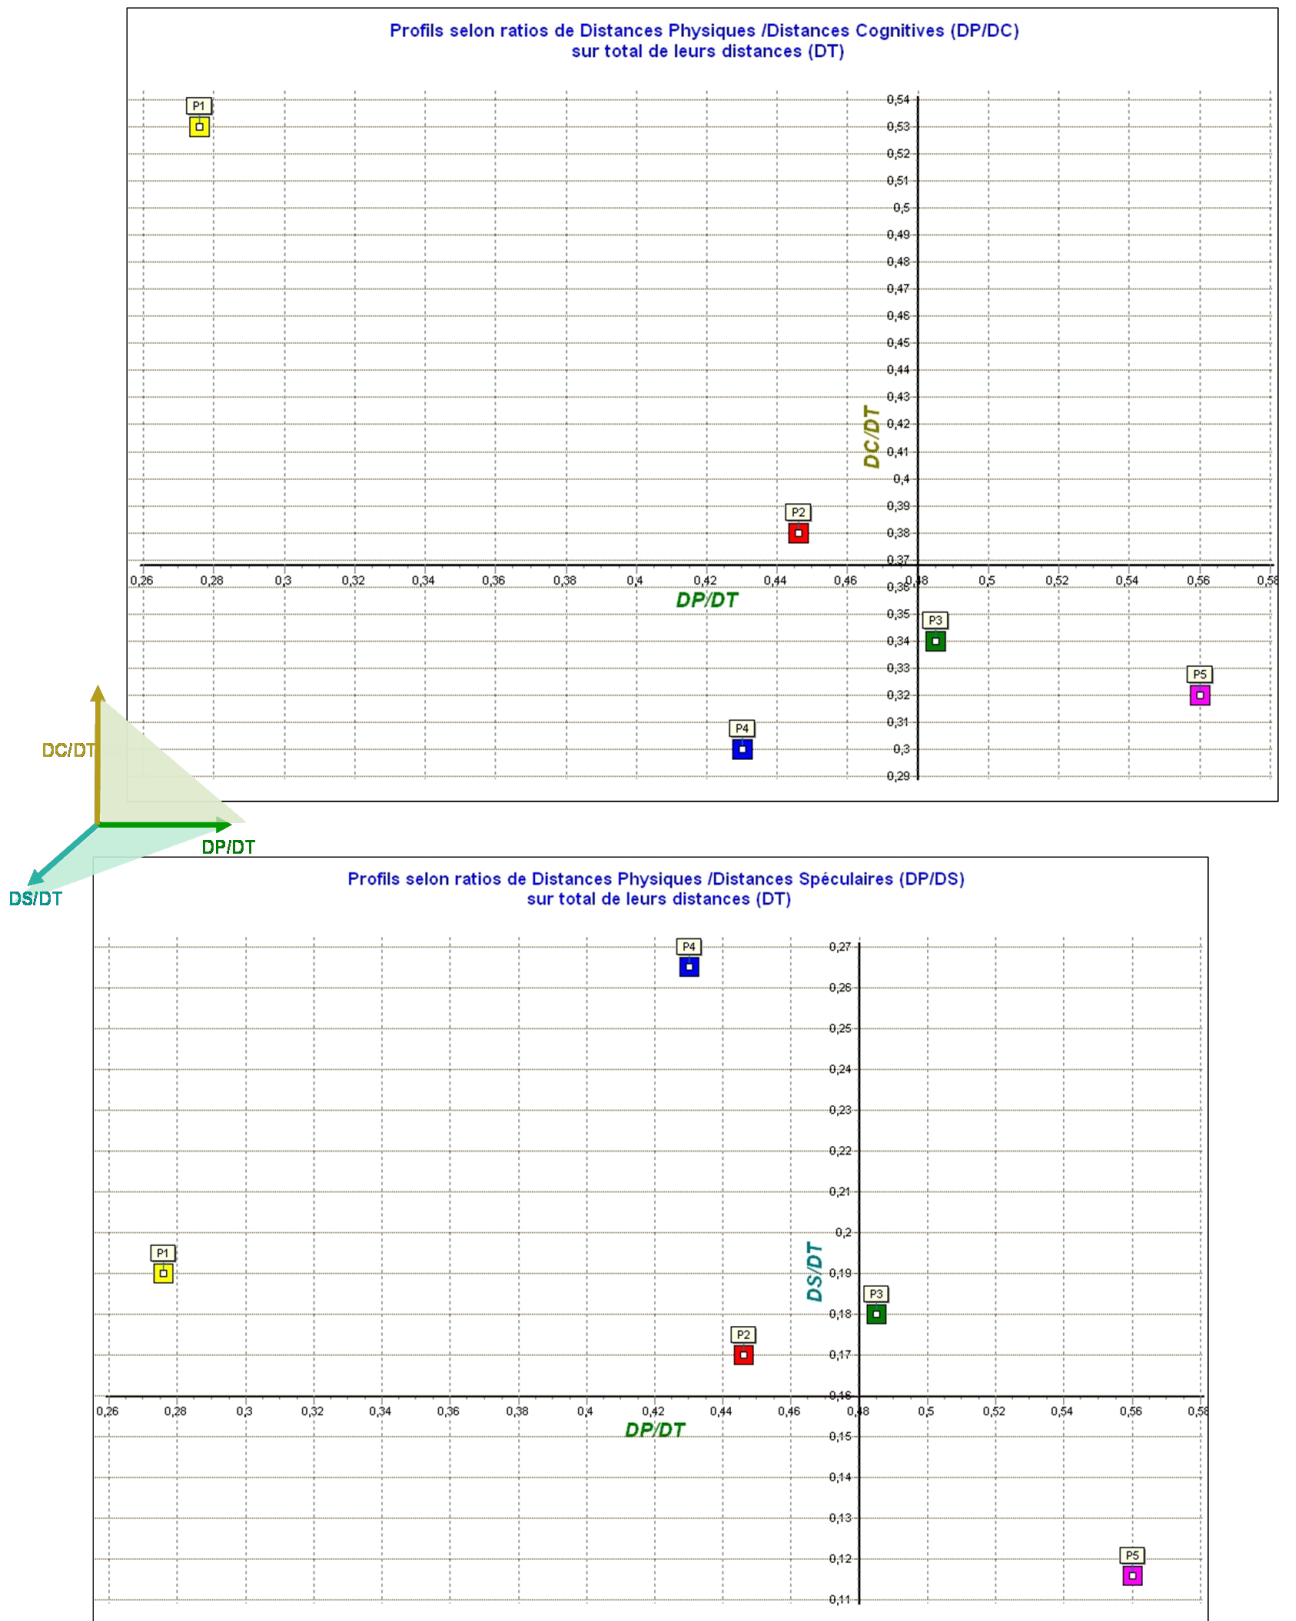 Profils selon ratios de Distances Physiques /Distances Cognitives (DP/DC)
sur total de leurs distances (DT)
P1
0,54
0,53
0,52
0,51
0,5
0,49
0,48
0,47
0,46
0,45
0,44
0,43
0,42
0,41
0,4
0,39
0,38
0,37
DC/DT
P2
0,26 0,28 0,3 0,32 0,34 0,36 0,38 0,4 0,42 0,44 0,46 0,48 0,5 0,52 0,54 0,56 0,58
DP/DT
0,36
0,35
0,34
0,33
0,32
0,31
0,3
0,29
P3
P5
P4
DC/DT
DP/DT
DS/DT
Profils selon ratios de Distances Physiques /Distances Spéculaires (DP/DS)
sur total de leurs distances (DT)
P4
0,27
0,26
0,25
0,24
0,23
0,22
0,21
0,2
0,19
0,18
0,17
0,16
P1
DS/DT
P3
P2
0,26 0,28 0,3 0,32 0,34 0,36 0,38 0,4 0,42 0,44 0,46 0,48 0,5 0,52 0,54 0,56 0,58
DP/DT
0,15
0,14
0,13
0,12
0,11
P5